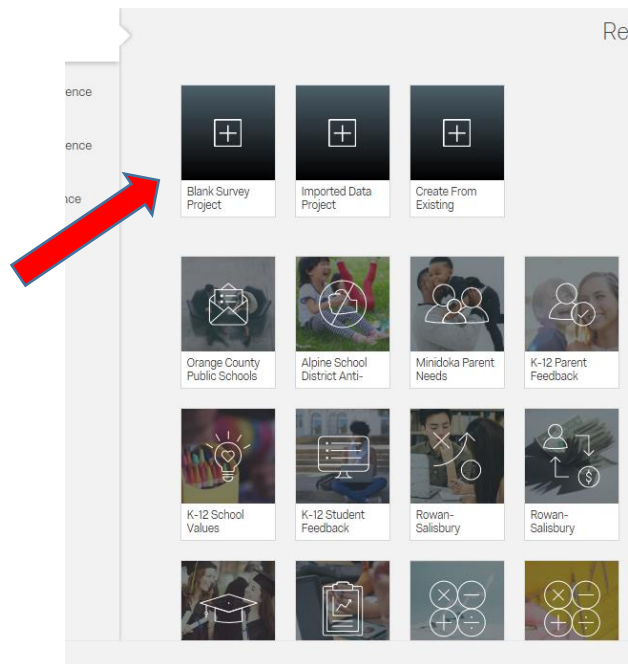 Re
ence
ence
nce
Blank Survey
Project
Imported Data
Project
Create From
Existing
Orange County
Public Schools
Alpine School
District Anti-
Minidoka Parent
Needs
K-12 Parent
Feedback
K-12 School
Values
K-12 Student
Feedback
Rowan-
Salisbury
Rowan-
Salisbury